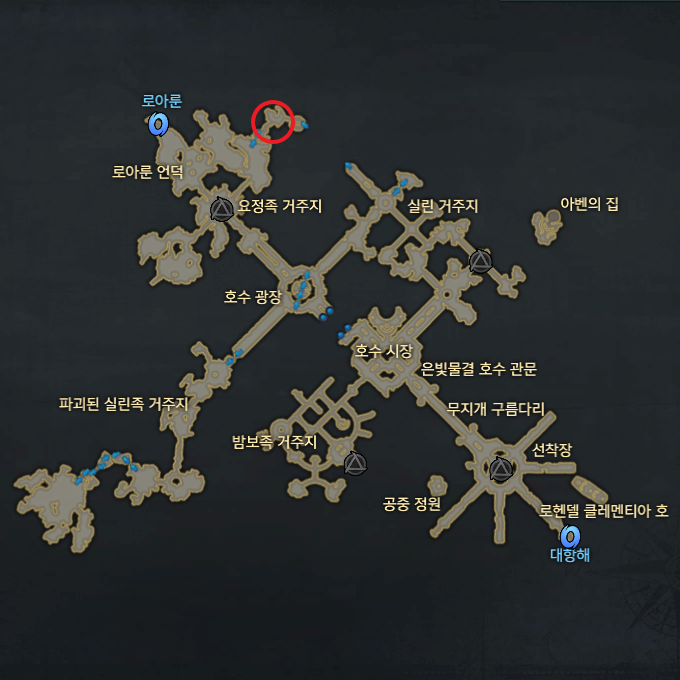 로아룬
로아룬 언덕
요정족 거주지
실린 거주지
아벤의 집
호수 광장
호수 시장
은빛물결 호수 관문
파괴된 실린족 거주지
무지개 구름다리
밤보족 거주지
선착장
공중 정원
로헨델 클레멘티아 호
대항해